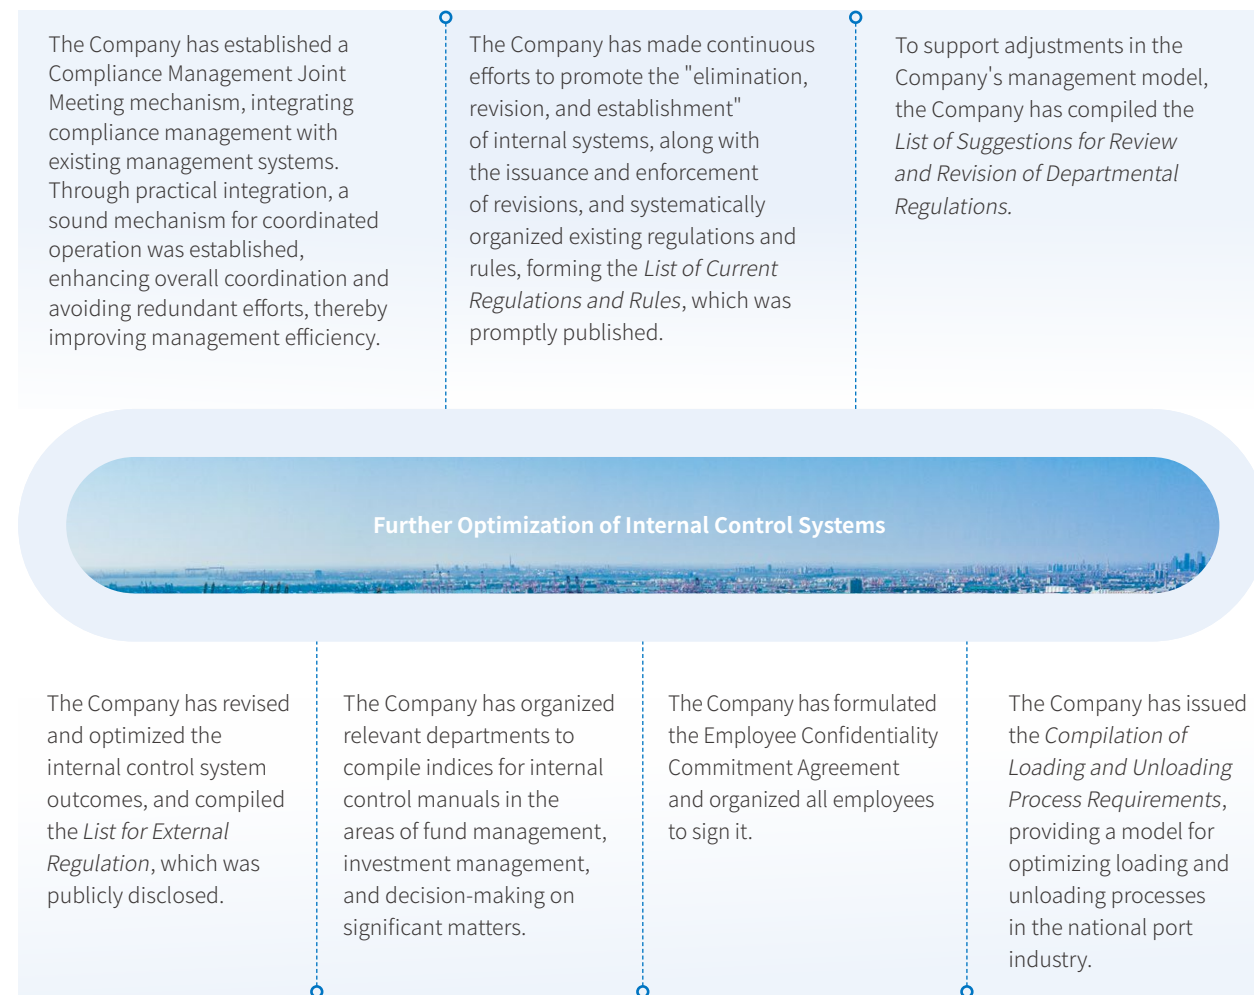 The Company has established a
Compliance Management Joint
Meeting mechanism, integrating
compliance management with
existing management systems.
Through practical integration, a
sound mechanism for coordinated
operation was established,
enhancing overall coordination and
avoiding redundant efforts, thereby
improving management efficiency.
The Company has made continuous
efforts to promote the "elimination,
revision, and establishment"
of internal systems, along with
the issuance and enforcement
of revisions, and systematically
organized existing regulations and
rules, forming the List of Current
Regulations and Rules, which was
promptly published.
To support adjustments in the
Company's management model,
the Company has compiled the
List of Suggestions for Review
and Revision of Departmental
Regulations.
Further Optimization of Internal Control Systems
The Company has revised
and optimized the
internal control system
outcomes, and compiled
the List for External
Regulation, which was
publicly disclosed.
The Company has organized
relevant departments to
compile indices for internal
control manuals in the
areas of fund management,
investment management,
and decision-making on
significant matters.
The Company has formulated
the Employee Confidentiality
Commitment Agreement
and organized all employees
to sign it.
The Company has issued
the Compilation of
Loading and Unloading
Process Requirements,
providing a model for
optimizing loading and
unloading processes
in the national port
industry.